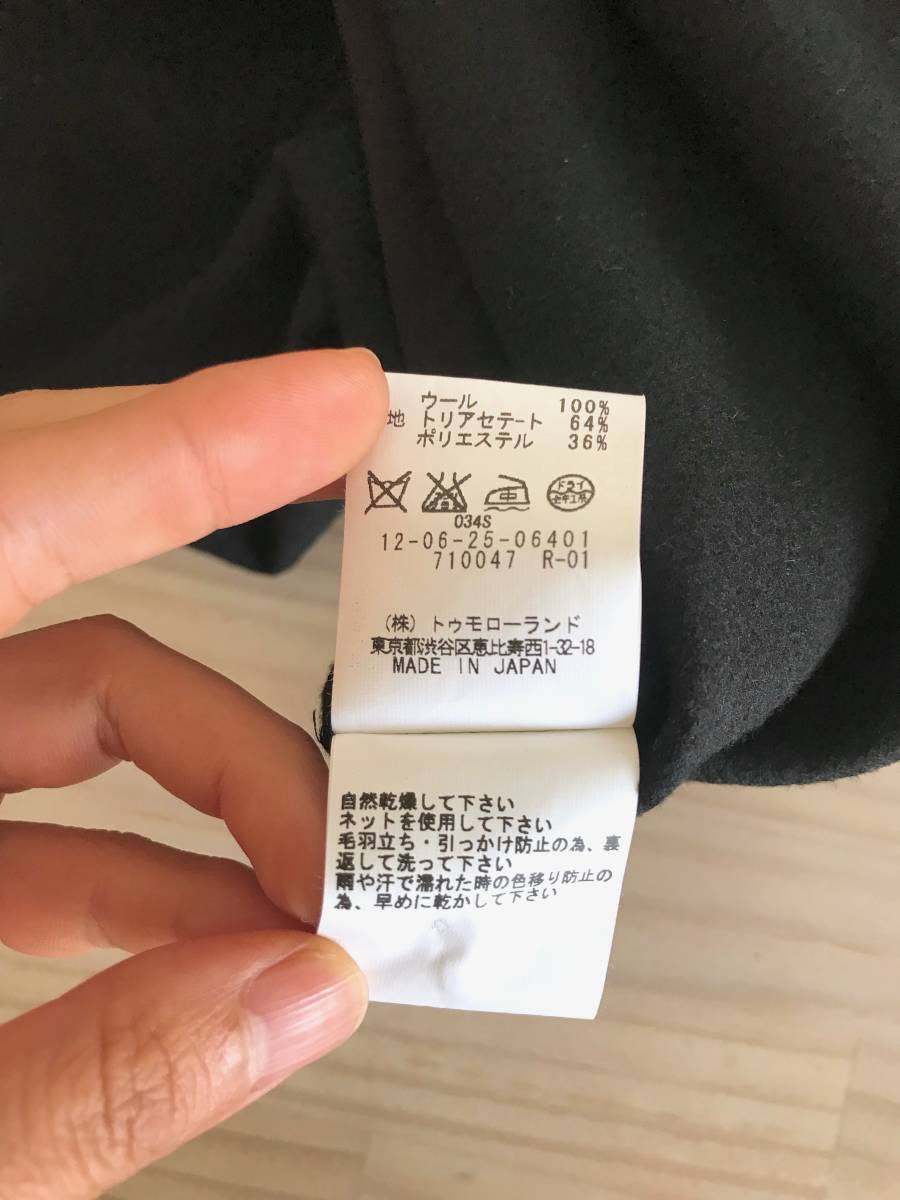 ウール 100%
地 トリアセテート 64%
ポリエステル 36%
中
ドライ
セキユ系
034S
12-06-25-06401
710047 R-01
(株)トゥモローランド
東京都渋谷区恵比寿西1-32-18
MADE IN JAPAN
自然乾燥して下さい
ネットを使用して下さい
毛羽立ち・引っかけ防止の為、裏
返して洗って下さい
雨や汗で濡れた時の色移り防止の
為、早めに乾かして下さい